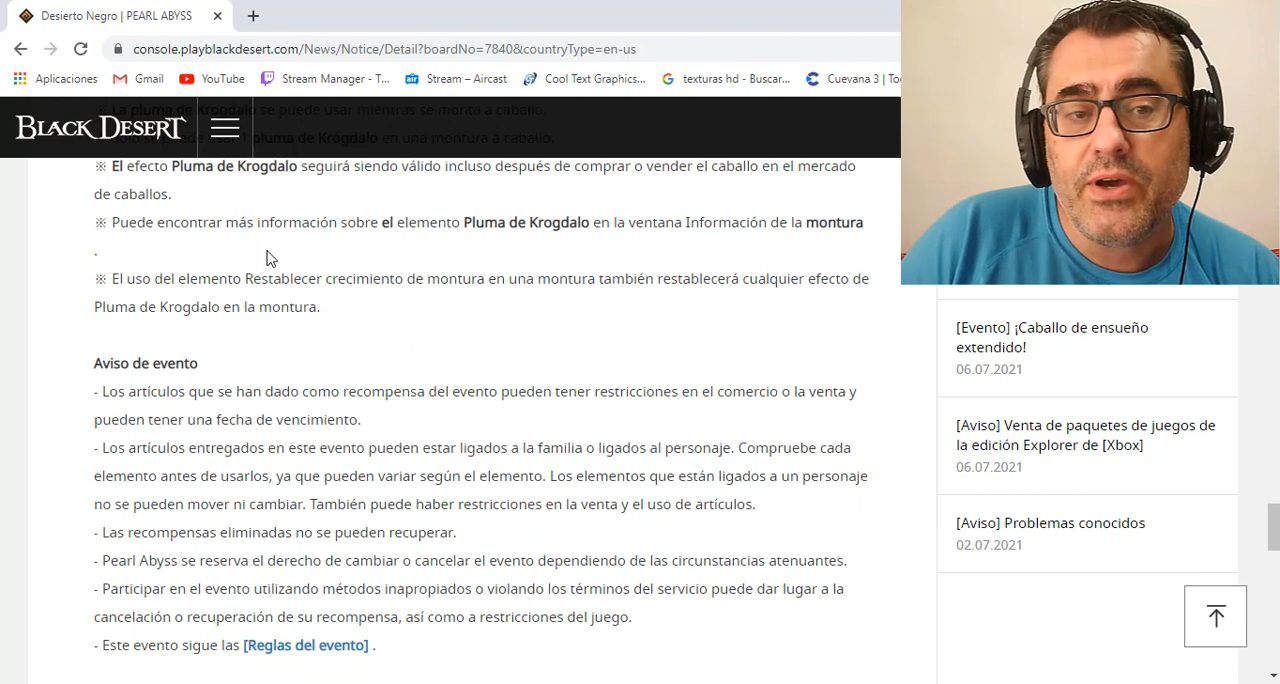 Desierto Negro | PEARL ABYSS
console.playblackdesert.com/News/Notice/Detail?boardNo=7840&countryType=en-us
Aplicaciones Gmail YouTube Stream Manager - T... Stream – Aircast Cool Text Graphics... texturas hd - Buscar... Cuevana 3 | To
※ La pluma de Krogdalo se puede usar mientras se monta a caballo.
pluma de Krogdalo en una montura a caballo.
BLACK DESERT
※ El efecto Pluma de Krogdalo seguirá siendo válido incluso después de comprar o vender el caballo en el mercado
de caballos.
※ Puede encontrar más información sobre el elemento Pluma de Krogdalo en la ventana Información de la montura
.
※ El uso del elemento Restablecer crecimiento de montura en una montura también restablecerá cualquier efecto de
Pluma de Krogdalo en la montura.
Aviso de evento
- Los artículos que se han dado como recompensa del evento pueden tener restricciones en el comercio o la venta y
pueden tener una fecha de vencimiento.
- Los artículos entregados en este evento pueden estar ligados a la familia o ligados al personaje. Compruebe cada
elemento antes de usarlos, ya que pueden variar según el elemento. Los elementos que están ligados a un personaje
no se pueden mover ni cambiar. También puede haber restricciones en la venta y el uso de artículos.
- Las recompensas eliminadas no se pueden recuperar.
- Pearl Abyss se reserva el derecho de cambiar o cancelar el evento dependiendo de las circunstancias atenuantes.
- Participar en el evento utilizando métodos inapropiados o violando los términos del servicio puede dar lugar a la
cancelación o recuperación de su recompensa, así como a restricciones del juego.
- Este evento sigue las [Reglas del evento] .
[Evento] ¡Caballo de ensueño
extendido!
06.07.2021
[Aviso] Venta de paquetes de juegos de
la edición Explorer de [Xbox]
06.07.2021
[Aviso] Problemas conocidos
02.07.2021